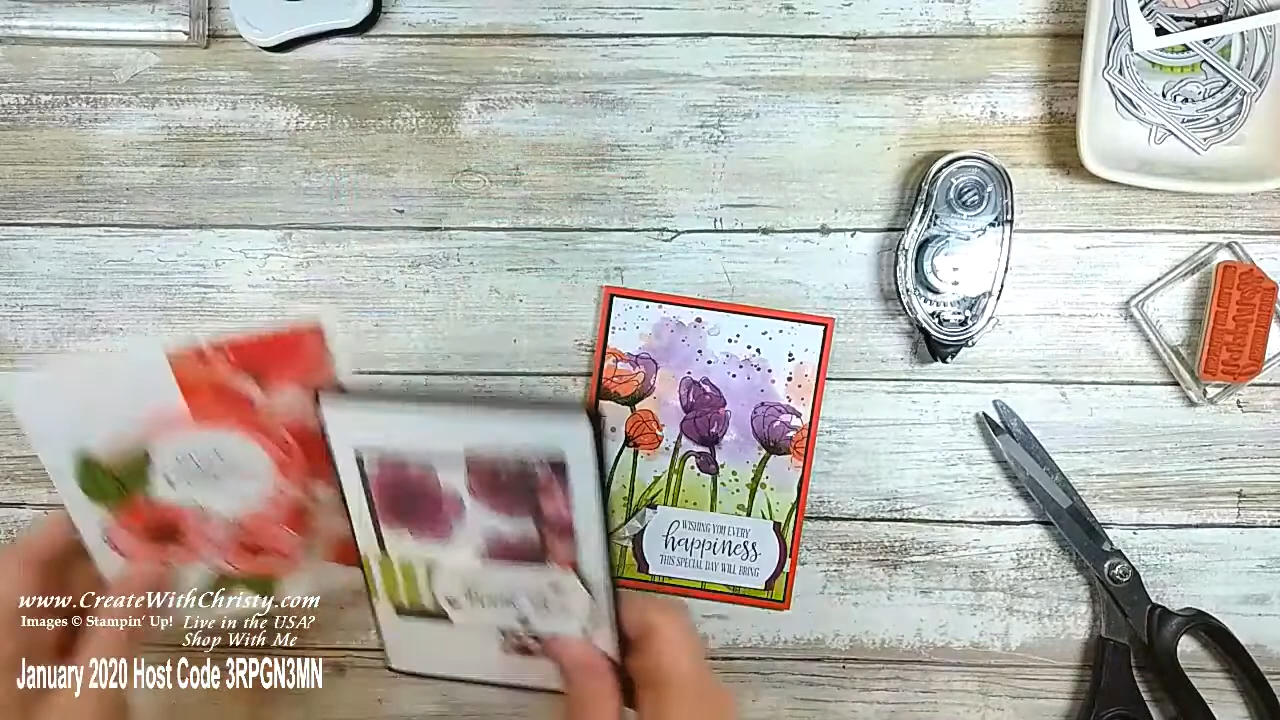 WISHING YOU EVERY
happiness
THIS SPECIAL DAY WILL BRING
www.CreateWithChristy.com
Images © Stampin' Up! Live in the USA?
Shop With Me
January 2020 Host Code 3RPGN3MN